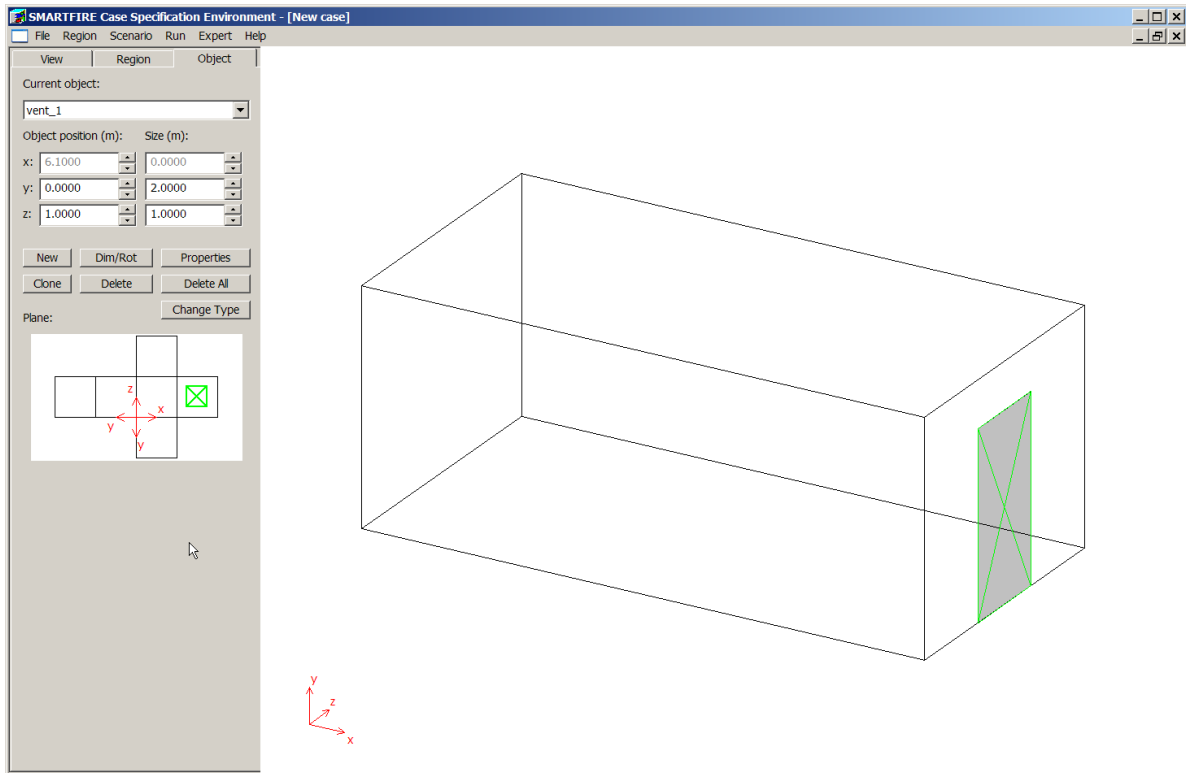 SMARTFIRE Case Specification Environment - [New case]
File Region Scenario Run Expert Help
View Region Object
Current object:
vent_1
Object position (m): Size (m):
x: 6.1000 0.0000
y: 0.0000 2.0000
z: 1.0000 1.0000
New Dim/Rot Properties
Clone Delete Delete All
Change Type
Plane:
z
x
y
y
y
z
x